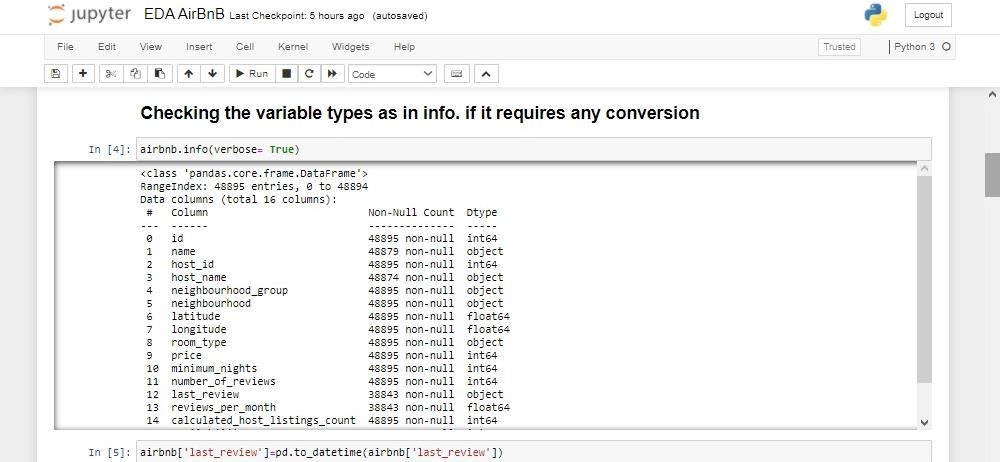 jupyter EDA AirBnB Last Checkpoint: 5 hours ago (autosaved) Logout
File Edit View Insert Cell Kernel Widgets Help Trusted Python 3
Run Code
Checking the variable types as in info. if it requires any conversion
In [4]: airbnb.info(verbose= True)
<class 'pandas.core.frame.DataFrame'>
RangeIndex: 48895 entries, 0 to 48894
Data columns (total 16 columns):
# Column Non-Null Count Dtype
--- ------ -------------- -----
0 id 48895 non-null int64
1 name 48879 non-null object
2 host_id 48895 non-null int64
3 host_name 48874 non-null object
4 neighbourhood_group 48895 non-null object
5 neighbourhood 48895 non-null object
6 latitude 48895 non-null float64
7 longitude 48895 non-null float64
8 room_type 48895 non-null object
9 price 48895 non-null int64
10 minimum_nights 48895 non-null int64
11 number_of_reviews 48895 non-null int64
12 last_review 38843 non-null object
13 reviews_per_month 38843 non-null float64
14 calculated_host_listings_count 48895 non-null int64
In [5]: airbnb['last_review']=pd.to_datetime(airbnb['last_review'])